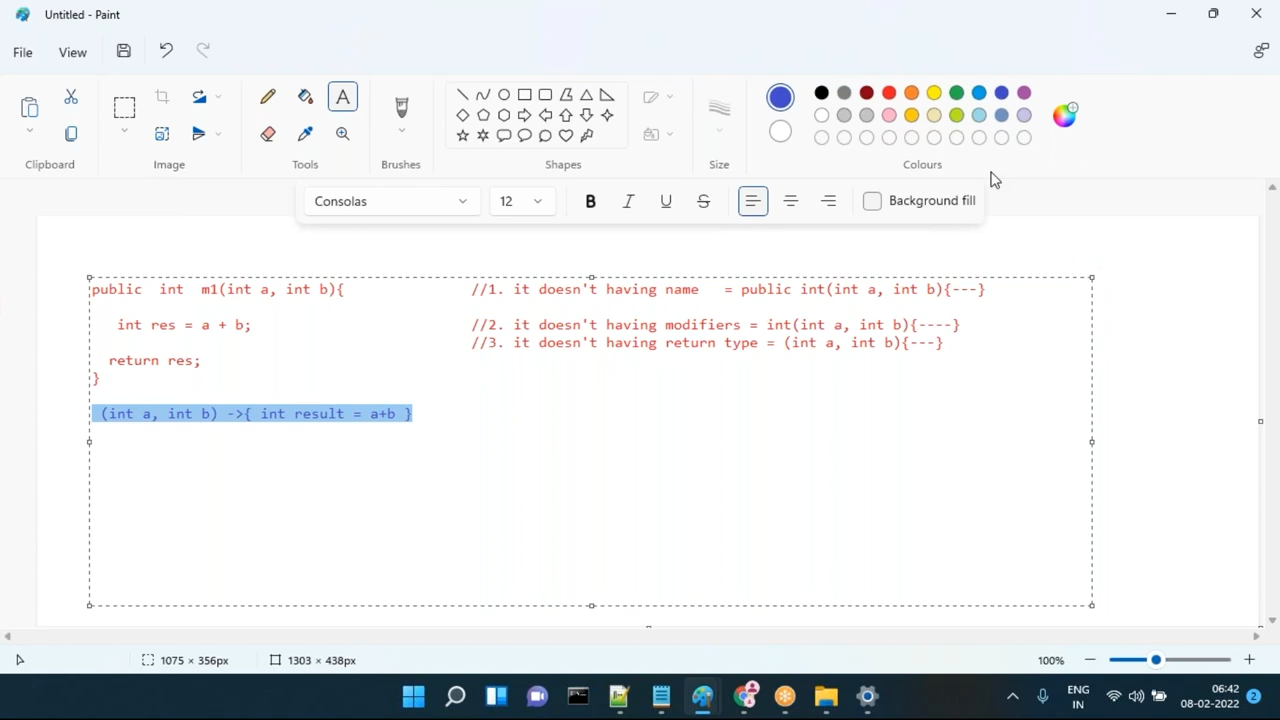 Untitled - Paint
File View
Clipboard Image Tools Brushes Shapes Size Colours
Consolas 12 B I U S Background fill
public int m1(int a, int b){ //1. it doesn't having name = public int(int a, int b){---}
int res = a + b; //2. it doesn't having modifiers = int(int a, int b){----}
//3. it doesn't having return type = (int a, int b){---}
return res;
}
(int a, int b) ->{ int result = a+b }
1075 × 356px 1303 × 438px 100%
ENG 06:42
IN 08-02-2022 2